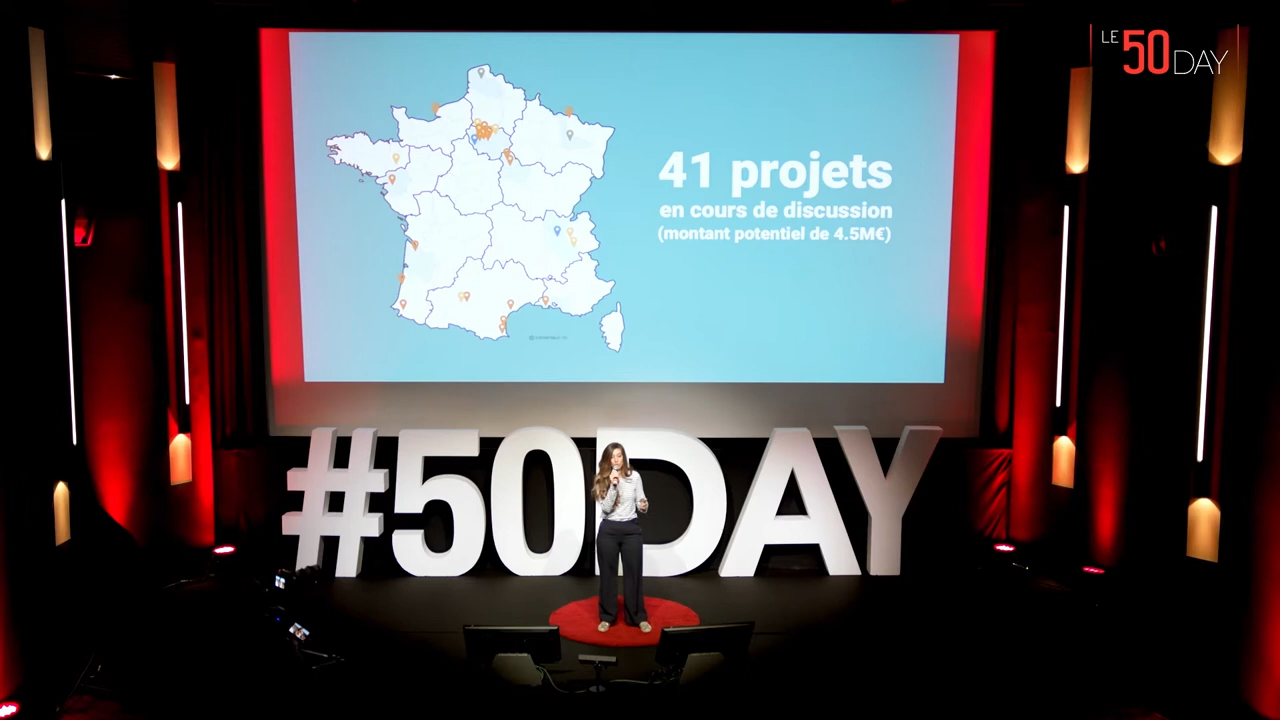 LE 50 DAY
41 projets
en cours de discussion
(montant potentiel de 4.5M€)
#50DAY